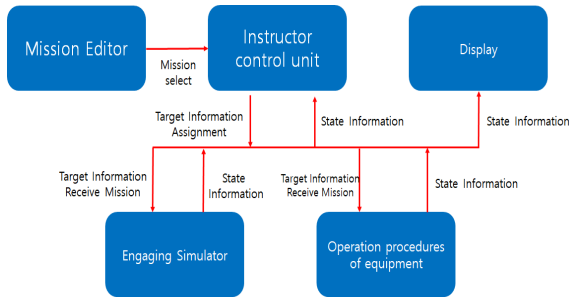 Mission Editor
Instructor
control unit
Display
Mission
select
Target Information
Assignment
State Information
State Information
Target Information
Receive Mission
State
Information
Target Information
Receive Mission
State Information
Engaging Simulator
Operation procedures
of equipment